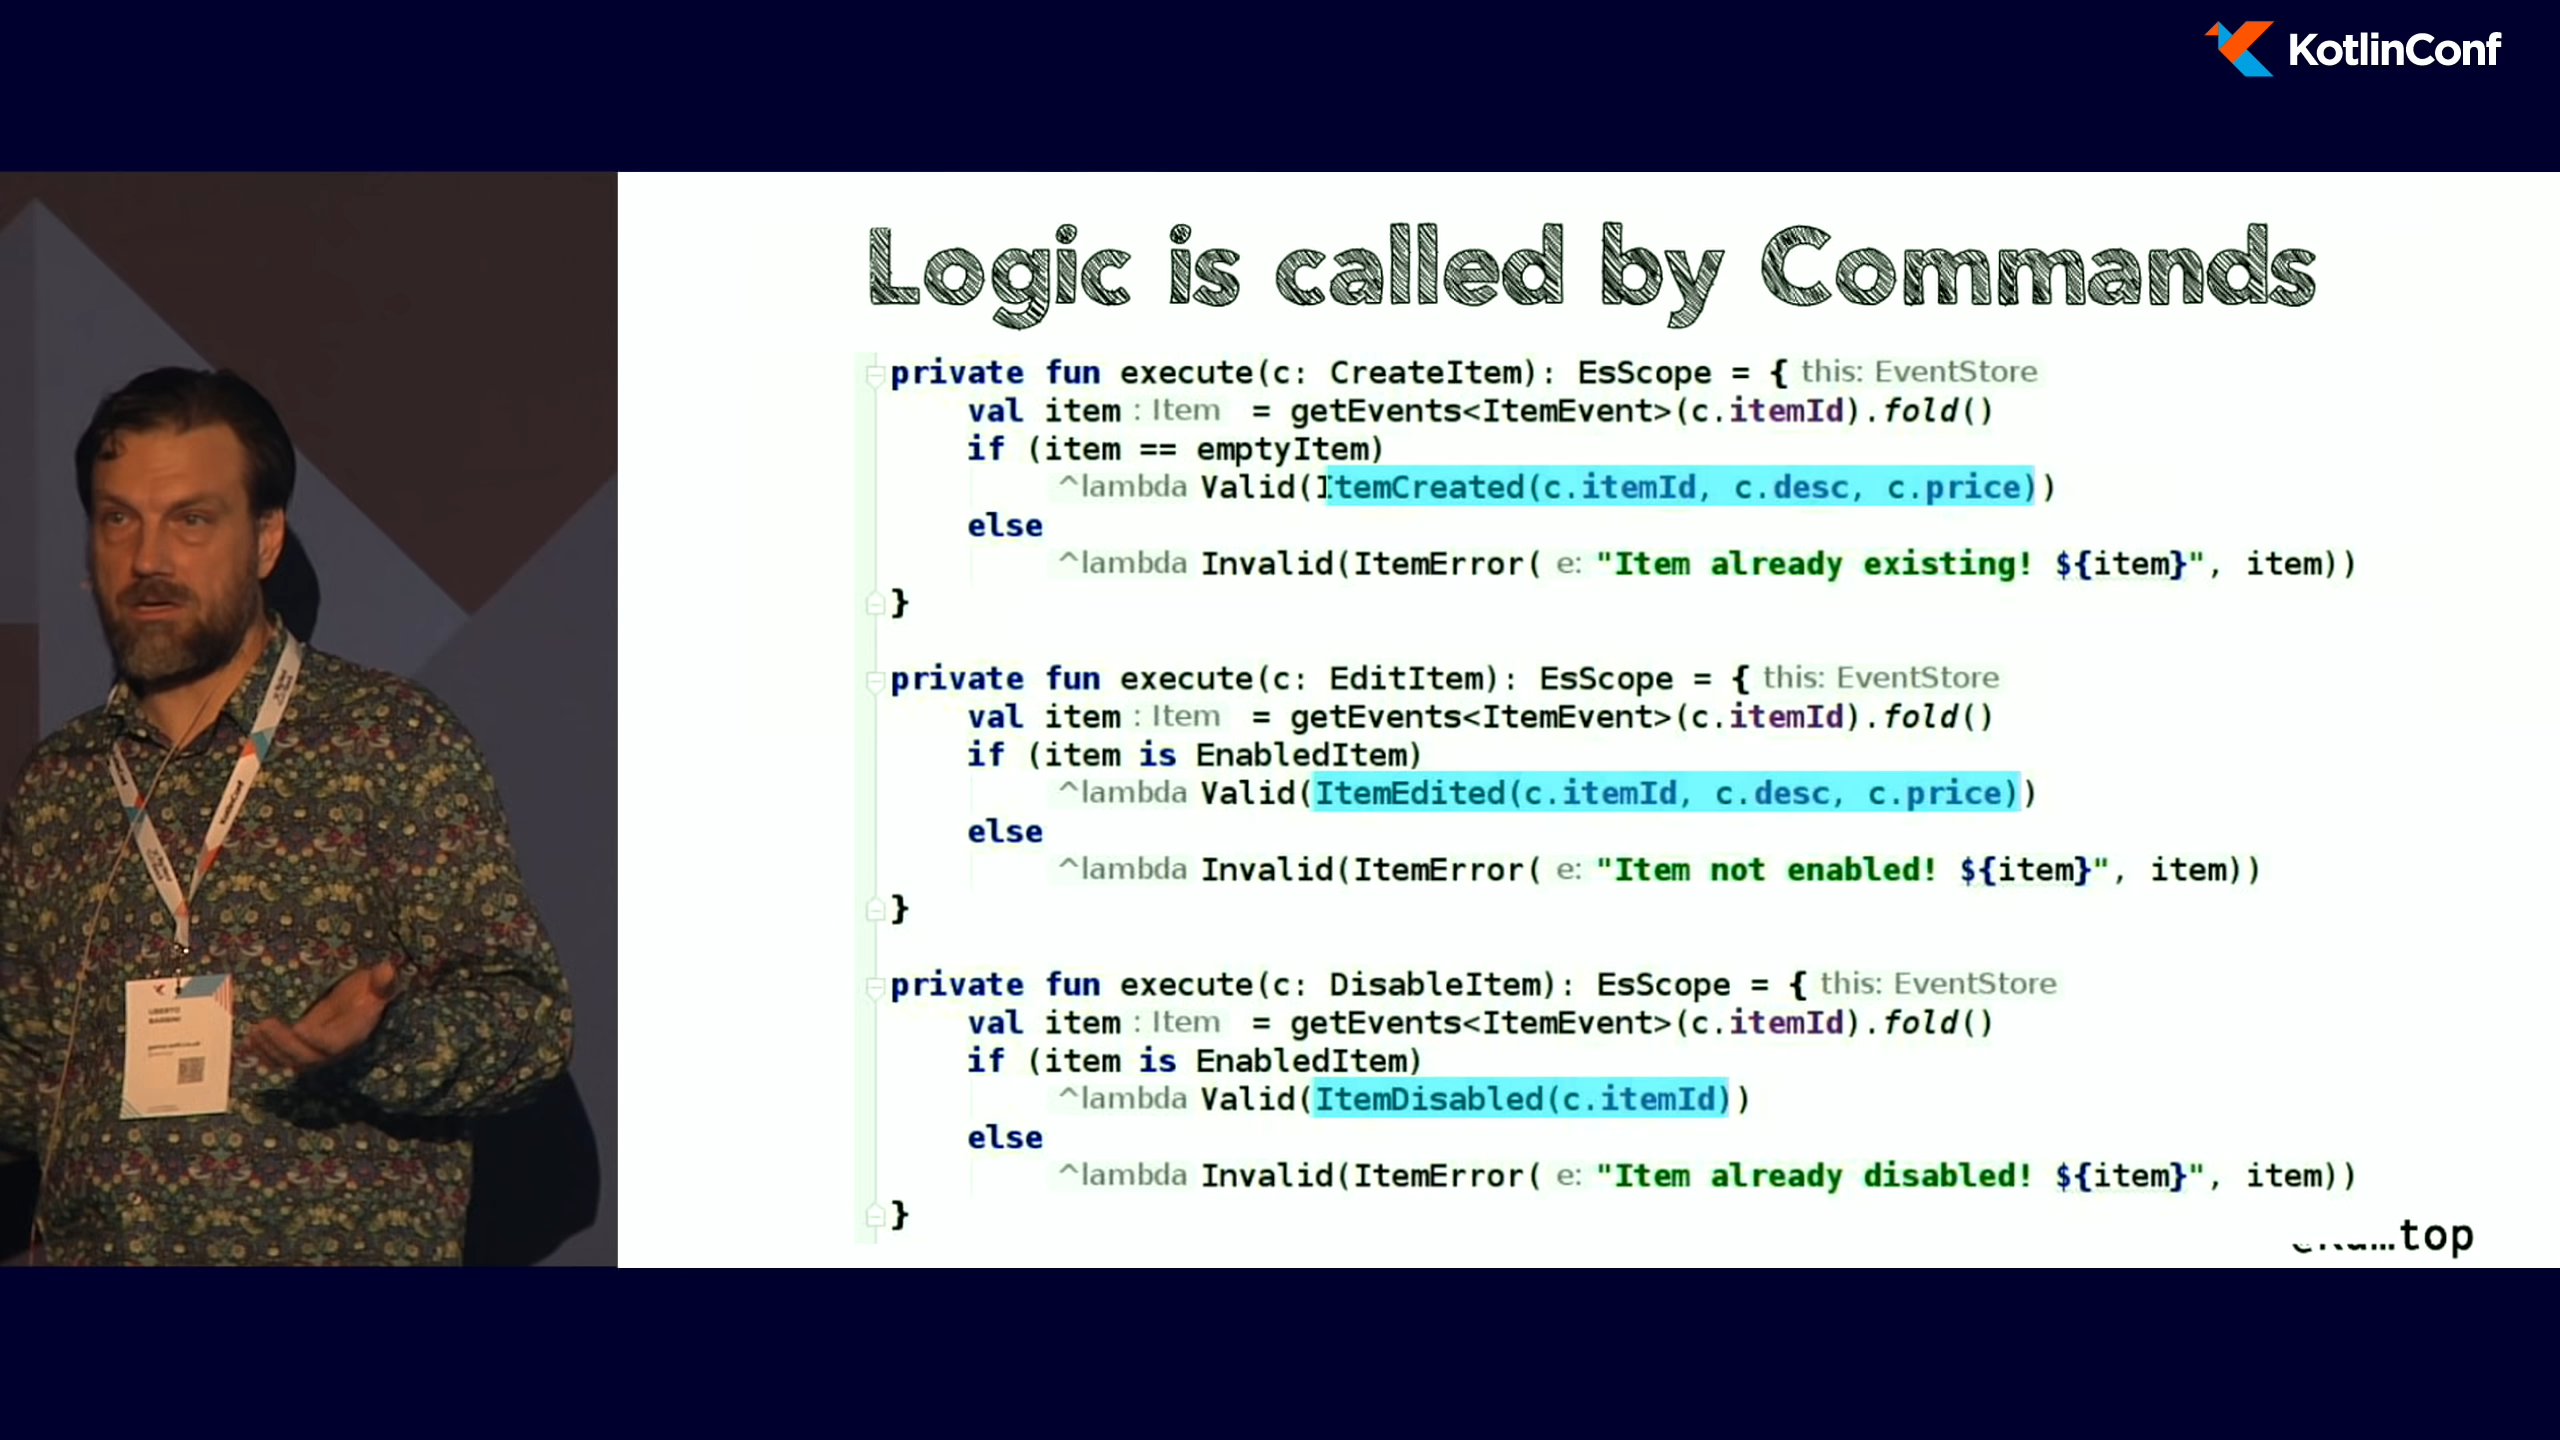 KotlinConf
Logic is called by Commands
private fun execute(c: CreateItem): EsScope = { this: EventStore
val item : Item = getEvents<ItemEvent>(c.itemId).fold()
if (item == emptyItem)
^lambda Valid(ItemCreated(c.itemId, c.desc, c.price))
else
^lambda Invalid(ItemError( e: "Item already existing! ${item}", item))
}
private fun execute(c: EditItem): EsScope = { this: EventStore
val item : Item = getEvents<ItemEvent>(c.itemId).fold()
if (item is EnabledItem)
^lambda Valid(ItemEdited(c.itemId, c.desc, c.price))
else
^lambda Invalid(ItemError( e: "Item not enabled! ${item}", item))
}
private fun execute(c: DisableItem): EsScope = { this: EventStore
val item : Item = getEvents<ItemEvent>(c.itemId).fold()
if (item is EnabledItem)
^lambda Valid(ItemDisabled(c.itemId))
else
^lambda Invalid(ItemError( e: "Item already disabled! ${item}", item))
}
UBERTO
BARBINI